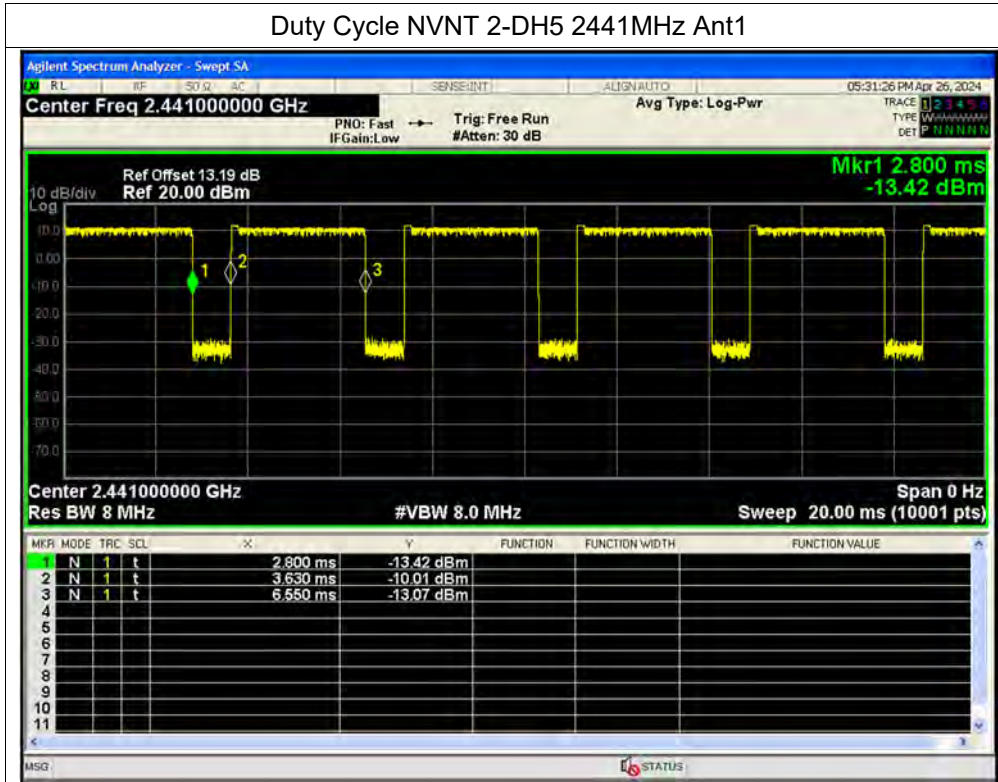 Duty Cycle NVNT 2-DH5 2441MHz Ant1
Agilent Spectrum Analyzer - Swept SA
LXI RL RF 50 Ω AC SENSE:INT ALIGN AUTO 05:31:26 PM Apr 26, 2024
Center Freq 2.441000000 GHz Avg Type: Log-Pwr TRACE 1 2 3 4 5 6
PNO: Fast Trig: Free Run TYPE W
IFGain:Low #Atten: 30 dB DET P N N N N N
Mkr1 2.800 ms
Ref Offset 13.19 dB
10 dB/div Ref 20.00 dBm -13.42 dBm
Log
10.0
0.00
1 2 3
-10.0
-20.0
-30.0
-40.0
-50.0
-60.0
-70.0
Center 2.441000000 GHz Span 0 Hz
Res BW 8 MHz #VBW 8.0 MHz Sweep 20.00 ms (10001 pts)
MKR MODE TRC SCL X Y FUNCTION FUNCTION WIDTH FUNCTION VALUE
1 N 1 t 2.800 ms -13.42 dBm
2 N 1 t 3.630 ms -10.01 dBm
3 N 1 t 6.550 ms -13.07 dBm
4
5
6
7
8
9
10
11
MSG STATUS